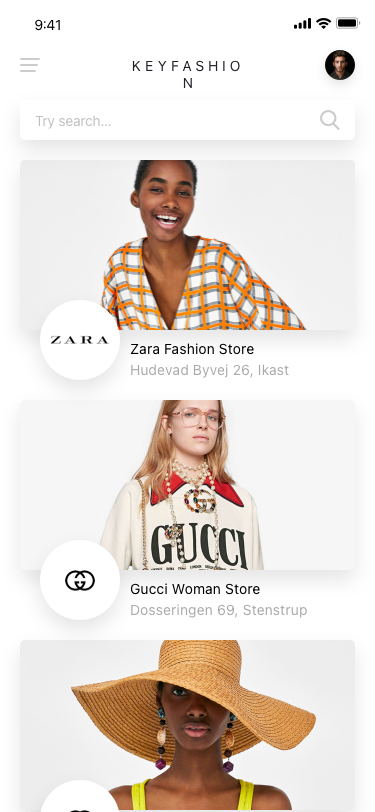 9:41
KEYFASHIO
N
Try search...
ZARA
Zara Fashion Store
Hudevad Byvej 26, Ikast
GUCCI
Gucci Woman Store
Dosseringen 69, Stenstrup